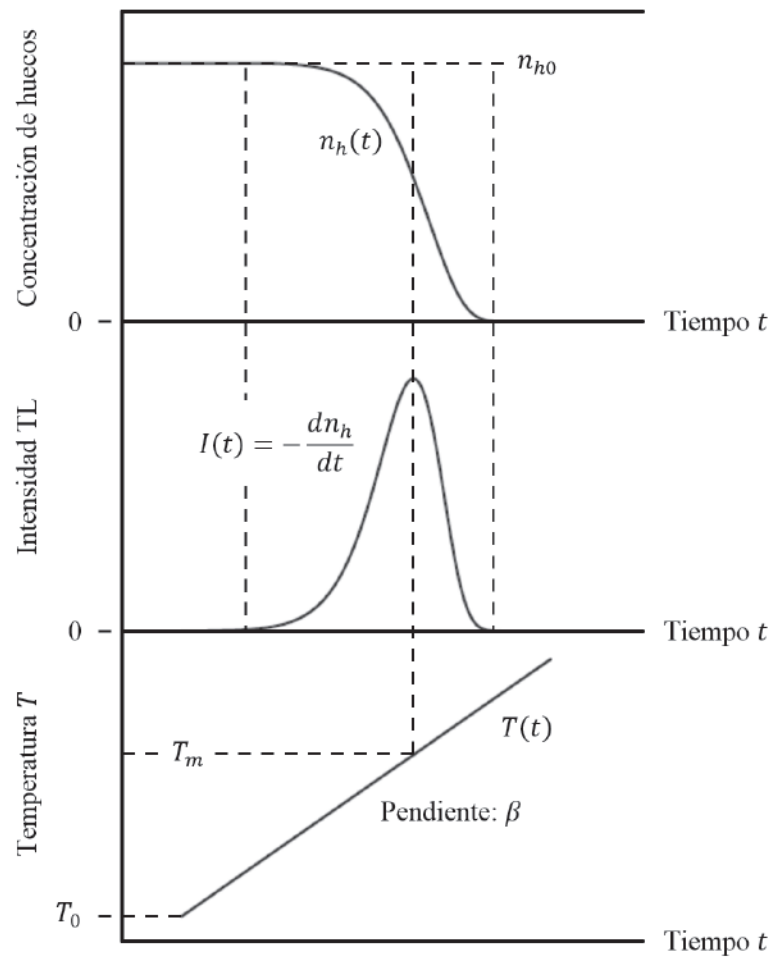 Concentración de huecos
n_{h0}
n_h(t)
0
Tiempo t
Intensidad TL
I(t) = -\frac{dn_h}{dt}
0
Tiempo t
Temperatura T
T(t)
T_m
Pendiente: β
T_0
Tiempo t